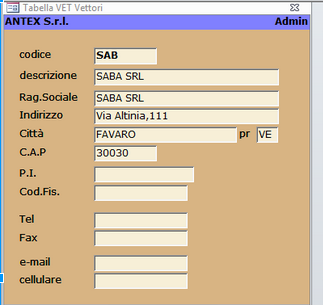 Tabella VET Vettori
ANTEX S.r.l. Admin
codice SAB
descrizione SABA SRL
Rag.Sociale SABA SRL
Indirizzo Via Altinia,111
Città FAVARO pr VE
C.A.P 30030
P.I.
Cod.Fis.
Tel
Fax
e-mail
cellulare